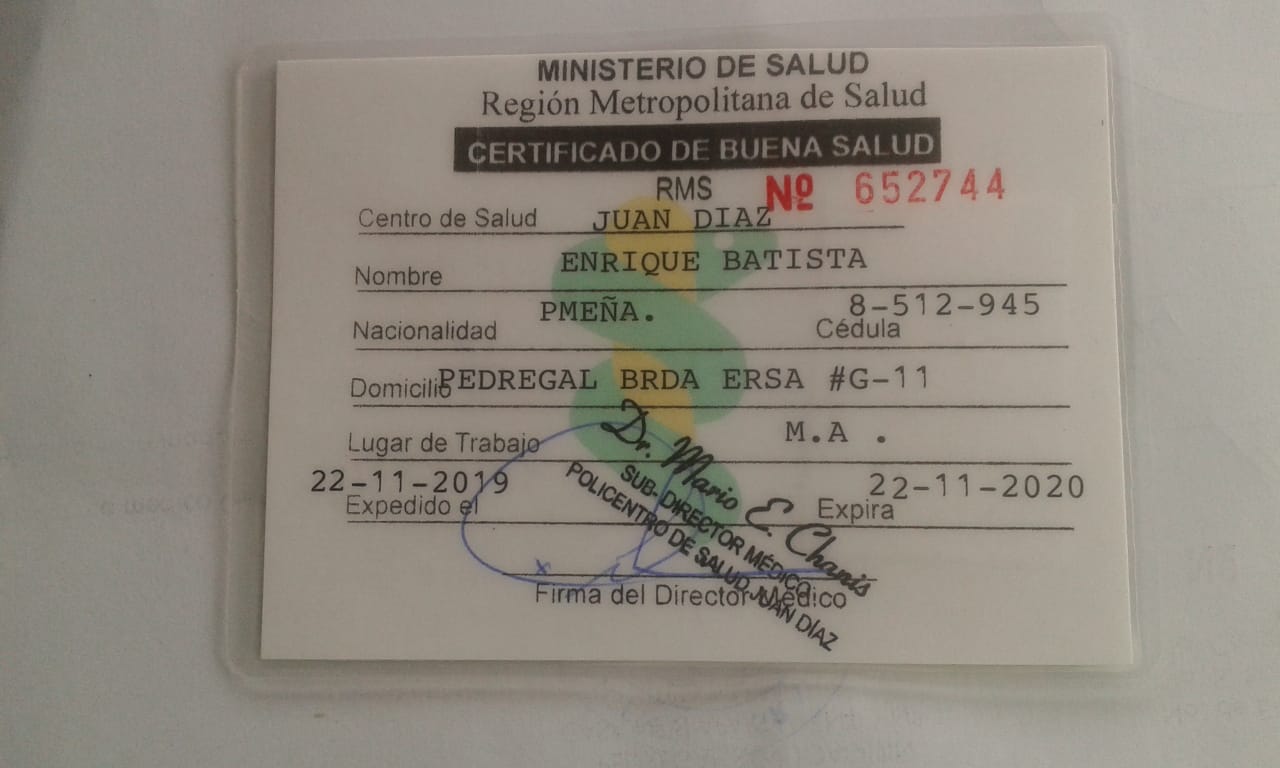 MINISTERIO DE SALUD
Región Metropolitana de Salud
CERTIFICADO DE BUENA SALUD
RMS Nº 652744
Centro de Salud JUAN DIAZ
Nombre ENRIQUE BATISTA
Nacionalidad PMEÑA. Cédula 8-512-945
Domicilio PEDREGAL BRDA ERSA #G-11
Lugar de Trabajo M.A .
22-11-2019 22-11-2020
Expedido el Expira
Dr. Mario E. Chanis
SUB-DIRECTOR MÉDICO
POLICENTRO DE SALUD JUAN DÍAZ
Firma del Director Médico